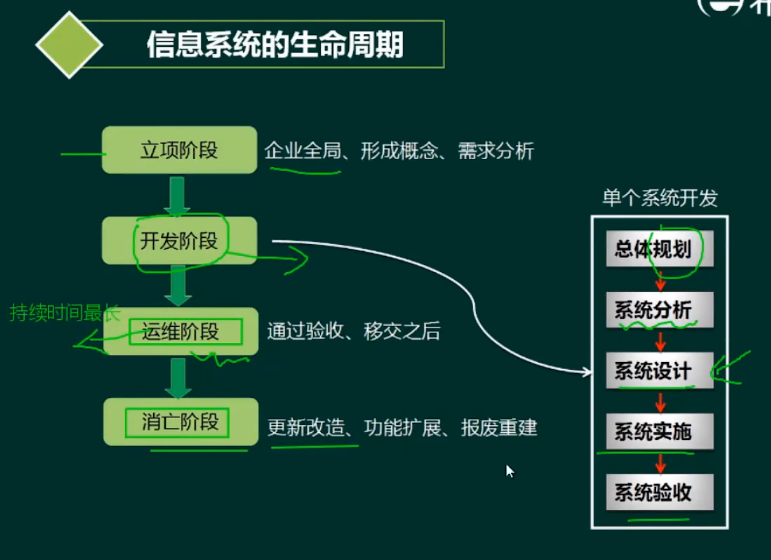 信息系统的生命周期
立项阶段
企业全局、形成概念、需求分析
开发阶段
持续时间最长
运维阶段
通过验收、移交之后
消亡阶段
更新改造、功能扩展、报废重建
单个系统开发
总体规划
系统分析
系统设计
系统实施
系统验收